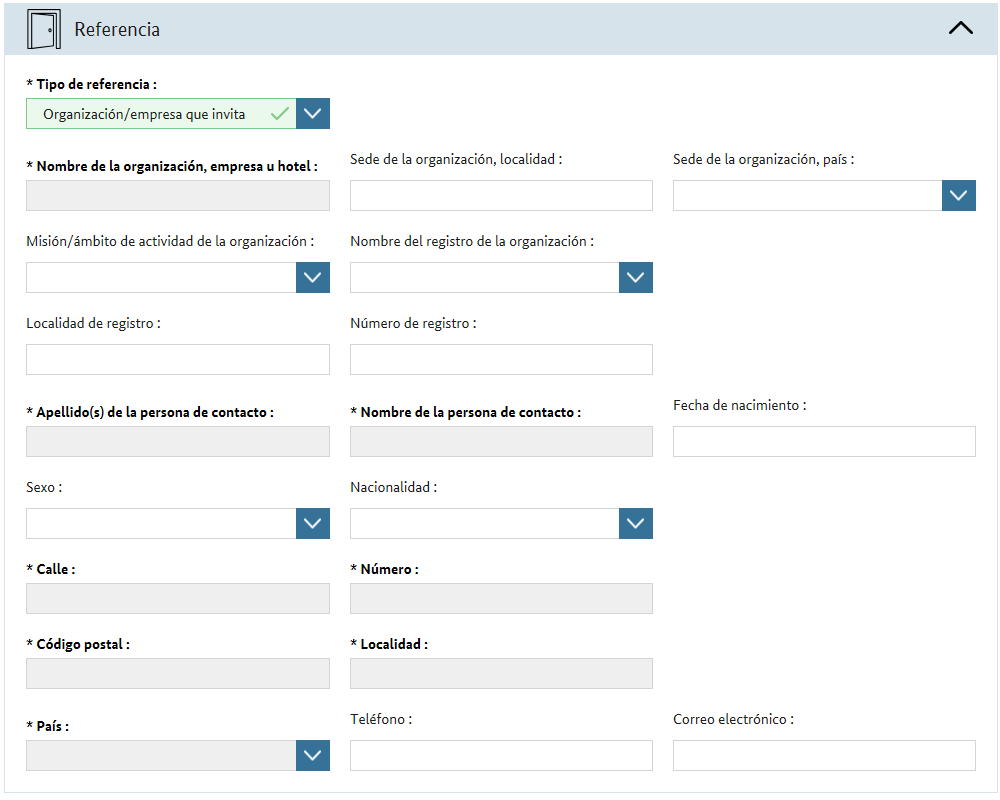 Referencia
* Tipo de referencia :
Organización/empresa que invita
* Nombre de la organización, empresa u hotel :
Sede de la organización, localidad :
Sede de la organización, país :
Misión/ámbito de actividad de la organización :
Nombre del registro de la organización :
Localidad de registro :
Número de registro :
* Apellido(s) de la persona de contacto :
* Nombre de la persona de contacto :
Fecha de nacimiento :
Sexo :
Nacionalidad :
* Calle :
* Número :
* Código postal :
* Localidad :
* País :
Teléfono :
Correo electrónico :